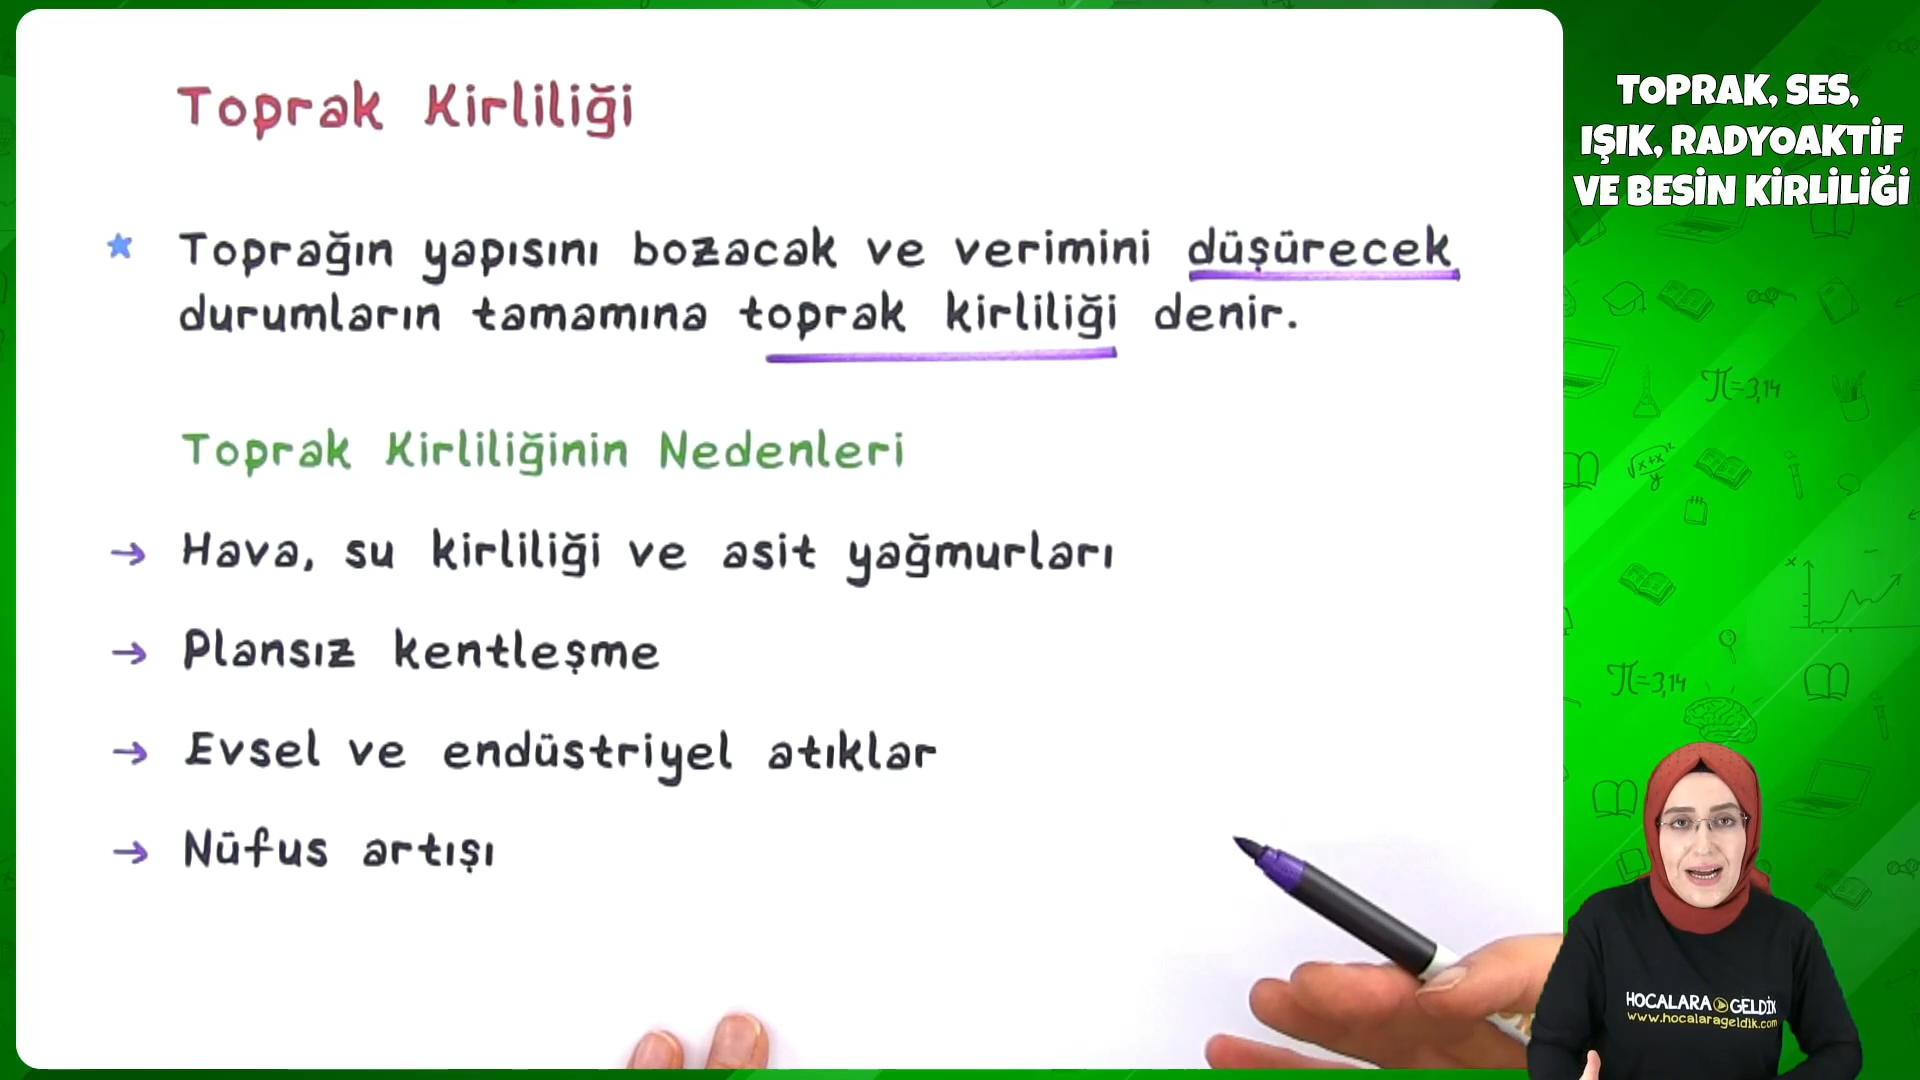 Toprak Kirliliği
Toprağın yapısını bozacak ve verimini düşürecek
durumların tamamına toprak kirliliği denir.
Toprak Kirliliğinin Nedenleri
→ Hava, su kirliliği ve asit yağmurları
→ Plansız kentleşme
→ Evsel ve endüstriyel atıklar
→ Nüfus artışı
TOPRAK, SES,
IŞIK, RADYOAKTİF
VE BESİN KİRLİLİĞİ
π=3,14
√x+x²
y
x
π=3,14
HOCALARA GELDİK
www.hocalarageldik.com